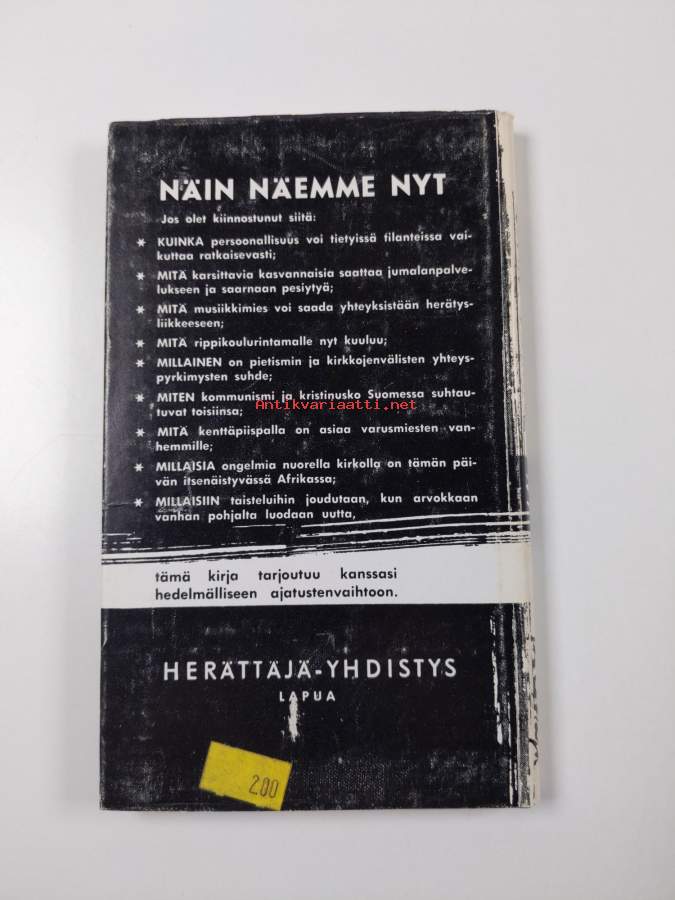 NÄIN NÄEMME NYT
Jos olet kiinnostunut siitä:
* KUINKA persoonallisuus voi tietyissä tilanteissa vai-
kuttaa ratkaisevasti;
* MITÄ karsittavia kasvannaisia saattaa jumalanpalve-
lukseen ja saarnaan pesiytyä;
* MITÄ musiikkimies voi saada yhteyksistään herätys-
liikkeeseen;
* MITÄ rippikoulurintamalle nyt kuuluu;
* MILLAINEN on pietismin ja kirkkojenvälisten yhteys-
pyrkimysten suhde;
* MITEN kommunismi ja kristinusko Suomessa suhtau-
tuvat toisiinsa;
Antikvariaatti.net
* MITÄ kenttäpiispalla on asiaa varusmiesten van-
hemmille;
* MILLAISIA ongelmia nuorella kirkolla on tämän päi-
vän itsenäistyvässä Afrikassa;
* MILLAISIIN taisteluihin joudutaan, kun arvokkaan
vanhan pohjalta luodaan uutta,
tämä kirja tarjoutuu kanssasi
hedelmälliseen ajatustenvaihtoon.
HERÄTTÄJÄ-YHDISTYS
LAPUA
200